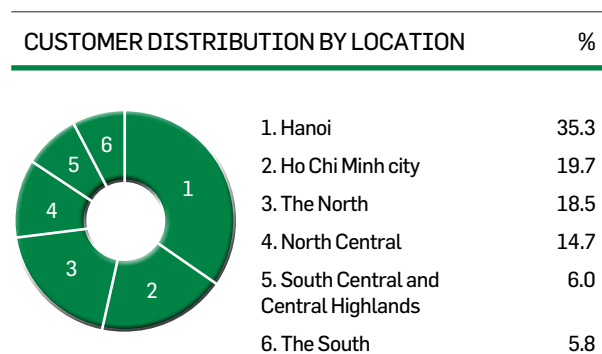 CUSTOMER DISTRIBUTION BY LOCATION %
1. Hanoi 35.3
2. Ho Chi Minh city 19.7
3. The North 18.5
4. North Central 14.7
5. South Central and 6.0
Central Highlands
6. The South 5.8
6
5
1
4
3
2